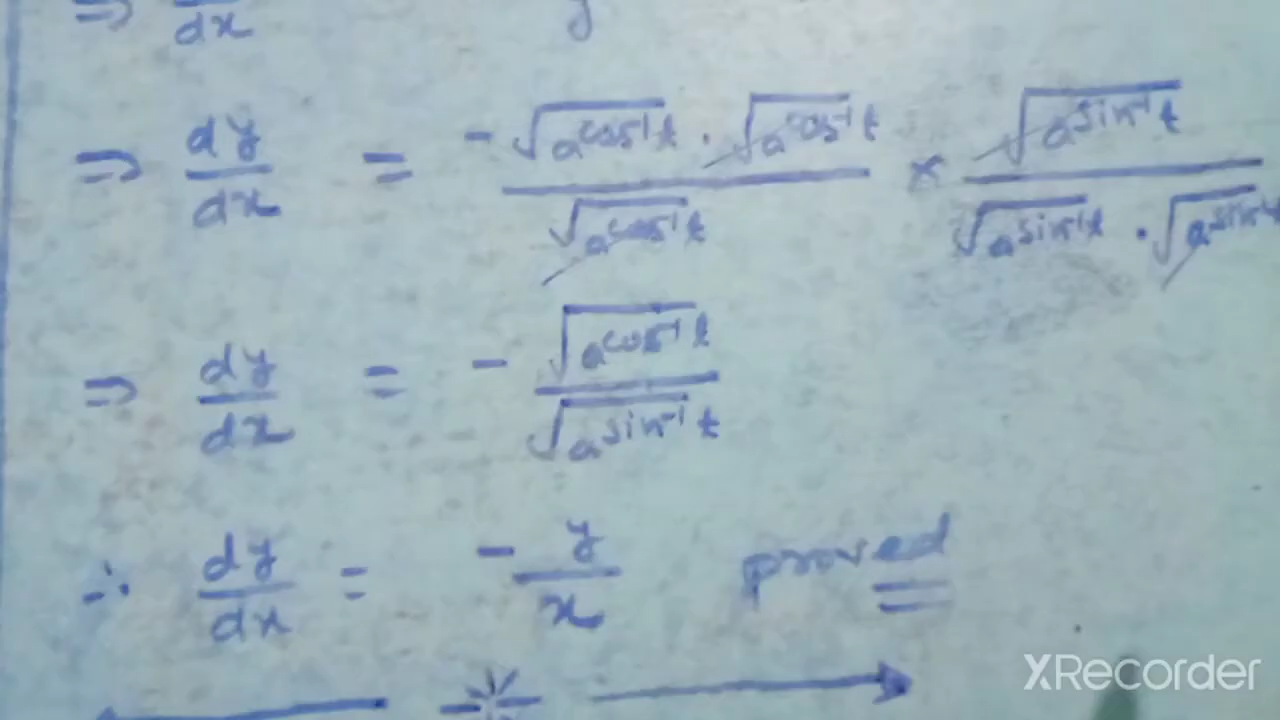 ⇒ dy/dx = -√(a^cos⁻¹t) · √(a^cos⁻¹t) / √(a^cos⁻¹t) × √(a^sin⁻¹t) / √(a^sin⁻¹t) · √(a^sin⁻¹t)
⇒ dy/dx = - √(a^cos⁻¹t) / √(a^sin⁻¹t)
∴ dy/dx = - y/x proved
XRecorder